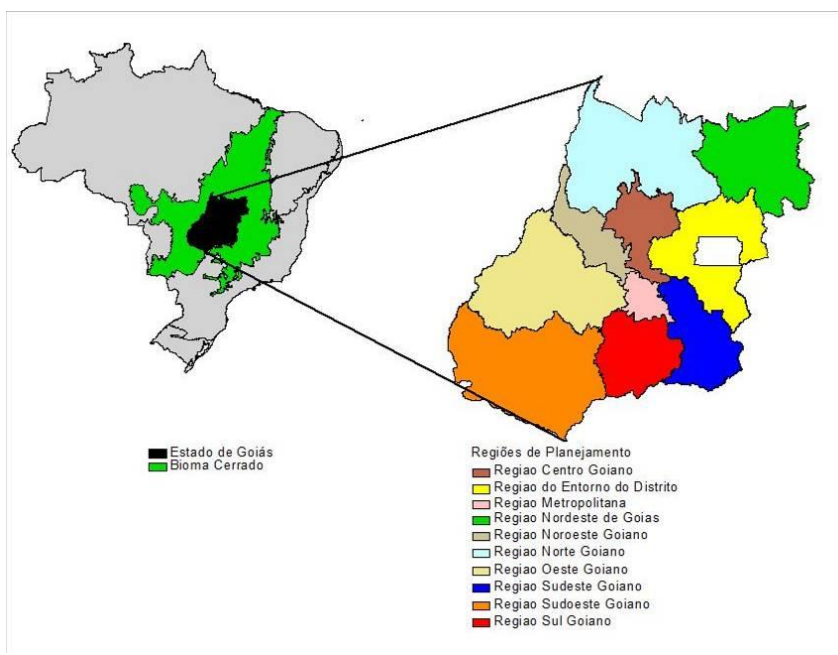 Estado de Goiás
Bioma Cerrado
Regiões de Planejamento
Regiao Centro Goiano
Regiao do Entorno do Distrito
Regiao Metropolitana
Regiao Nordeste de Goias
Regiao Noroeste Goiano
Regiao Norte Goiano
Regiao Oeste Goiano
Regiao Sudeste Goiano
Regiao Sudoeste Goiano
Regiao Sul Goiano